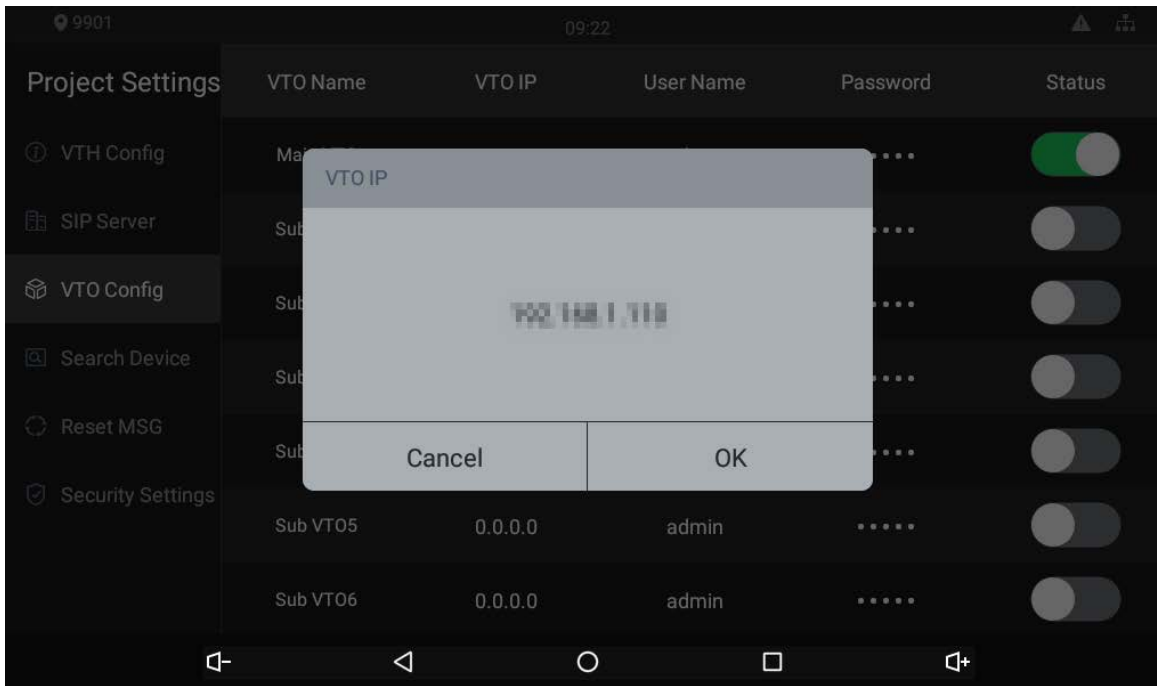 9901
09:22
Project Settings
VTO Name VTO IP User Name Password Status
VTH Config
SIP Server
VTO Config
Search Device
Reset MSG
Security Settings
VTO IP
Cancel OK
Sub VTO5 0.0.0.0 admin •••••
Sub VTO6 0.0.0.0 admin •••••